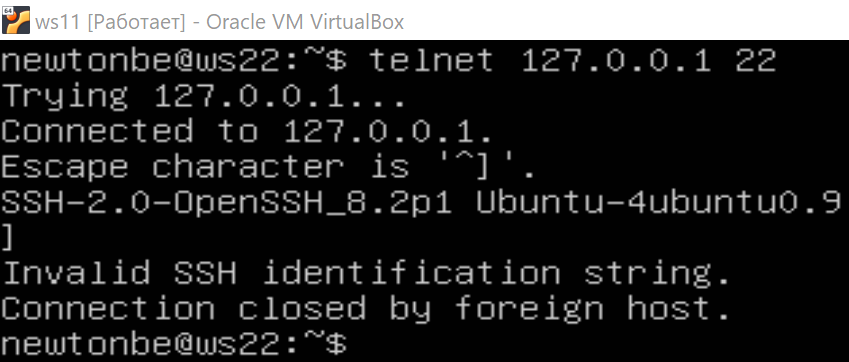 64
ws11 [Работает] - Oracle VM VirtualBox
newtonbe@ws22:~$ telnet 127.0.0.1 22
Trying 127.0.0.1...
Connected to 127.0.0.1.
Escape character is '^]'.
SSH-2.0-OpenSSH_8.2p1 Ubuntu-4ubuntu0.9
]
Invalid SSH identification string.
Connection closed by foreign host.
newtonbe@ws22:~$